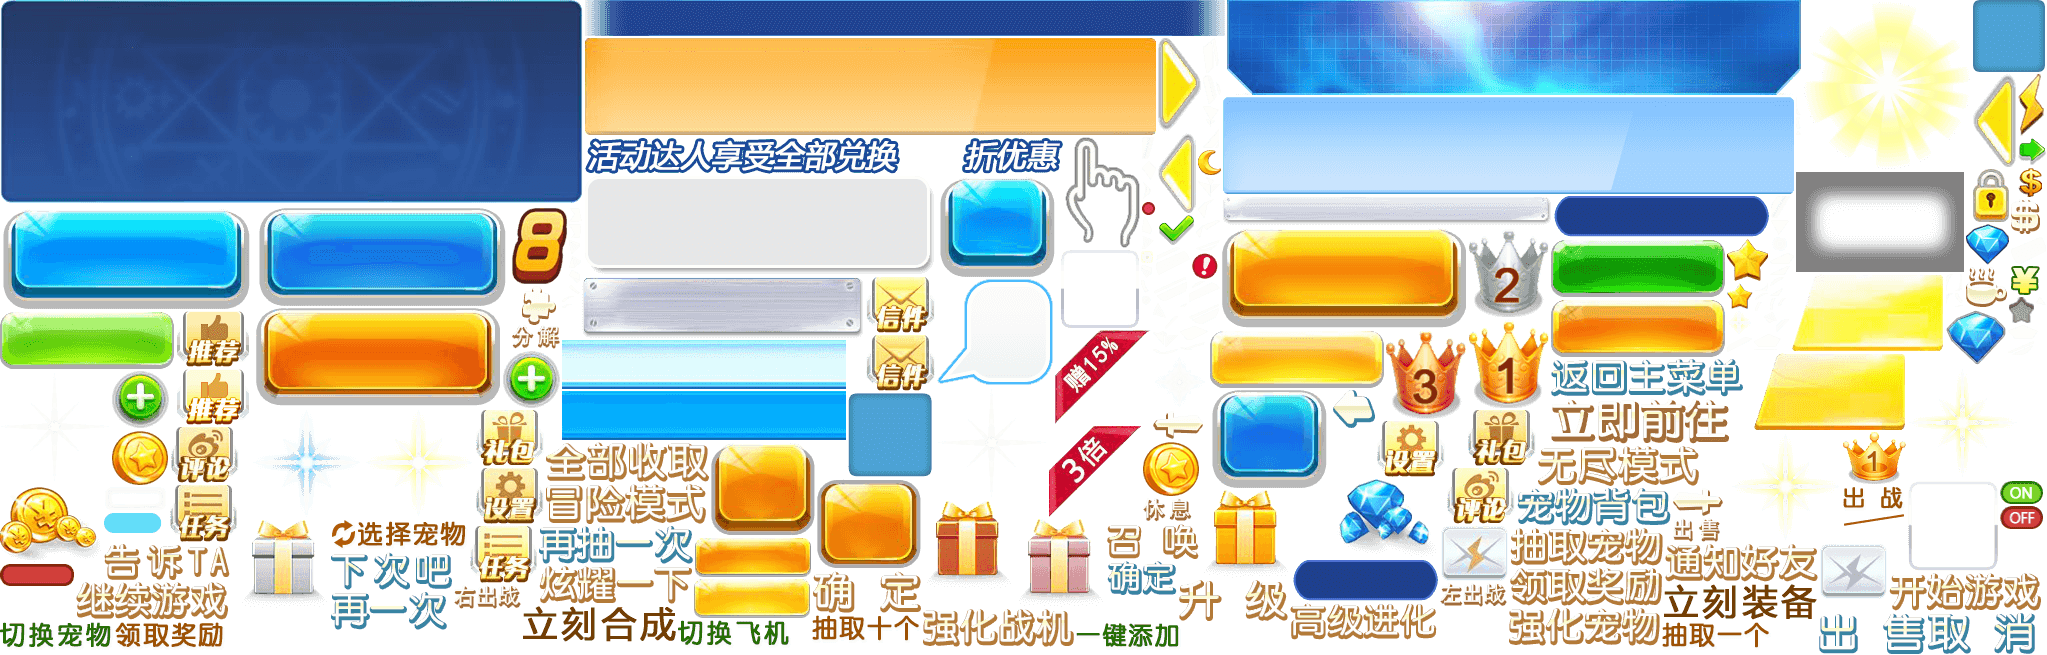 活动达人享受全部兑换
折优惠
8
分解
推荐
推荐
信件
信件
赠15%
3倍
2
3
1
返回主菜单
立即前往
无尽模式
宠物背包
评论
礼包
设置
任务
全部收取
冒险模式
再抽一次
炫耀一下
立刻合成
礼包
设置
评论
任务
选择宠物
下次吧
再一次
右出战
告诉TA
继续游戏
切换宠物
领取奖励
切换飞机
确 定
抽取十个
强化战机
一键添加
休息
召 唤
确定
升 级
高级进化
左出战
出售
抽取宠物
领取奖励
强化宠物
通知好友
立刻装备
抽取一个
1
出 战
ON
OFF
开始游戏
出 售
取 消